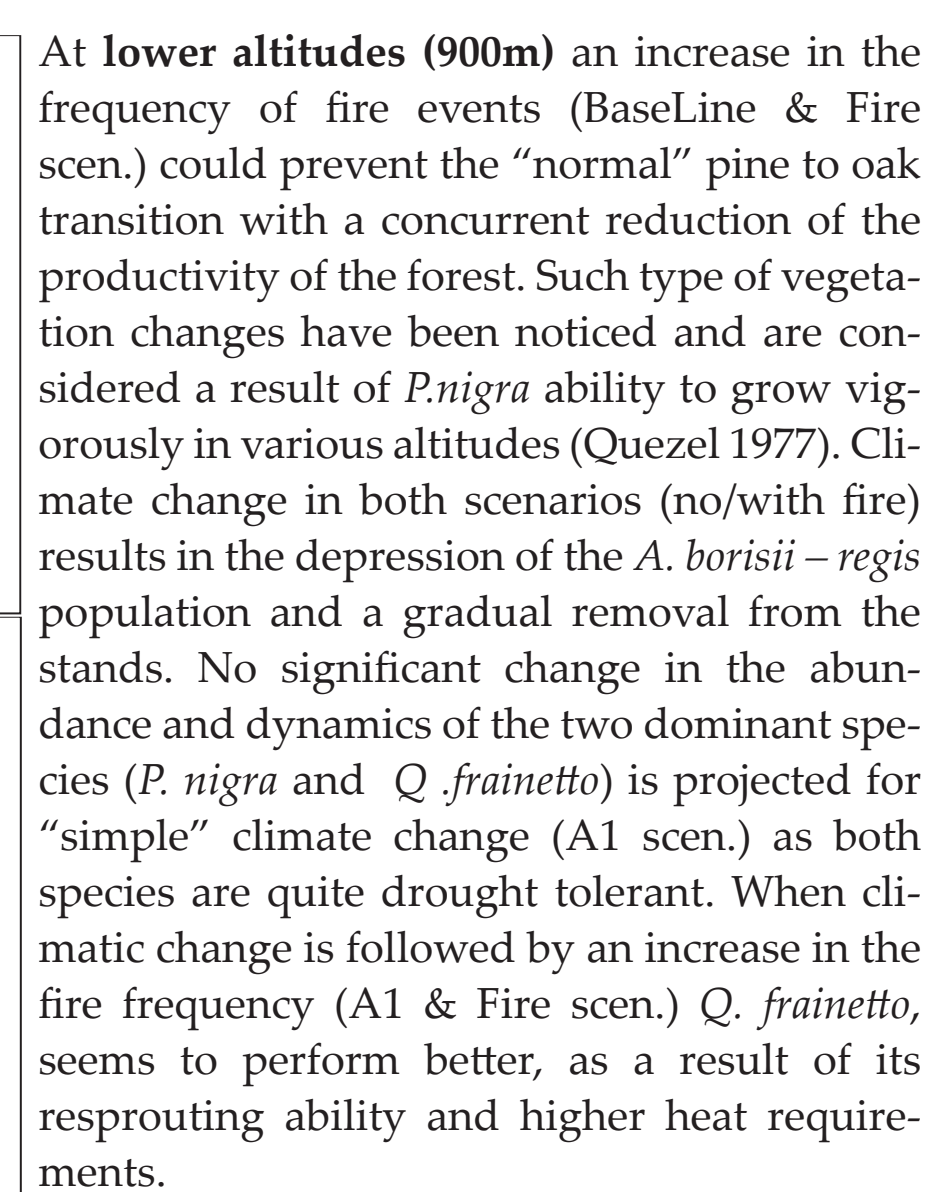 At lower altitudes (900m) an increase in the
frequency of fire events (BaseLine & Fire
scen.) could prevent the “normal” pine to oak
transition with a concurrent reduction of the
productivity of the forest. Such type of vegeta-
tion changes have been noticed and are con-
sidered a result of P.nigra ability to grow vig-
orously in various altitudes (Quezel 1977). Cli-
mate change in both scenarios (no/with fire)
results in the depression of the A. borisii – regis
population and a gradual removal from the
stands. No significant change in the abun-
dance and dynamics of the two dominant spe-
cies (P. nigra and Q .frainetto) is projected for
“simple” climate change (A1 scen.) as both
species are quite drought tolerant. When cli-
matic change is followed by an increase in the
fire frequency (A1 & Fire scen.) Q. frainetto,
seems to perform better, as a result of its
resprouting ability and higher heat require-
ments.